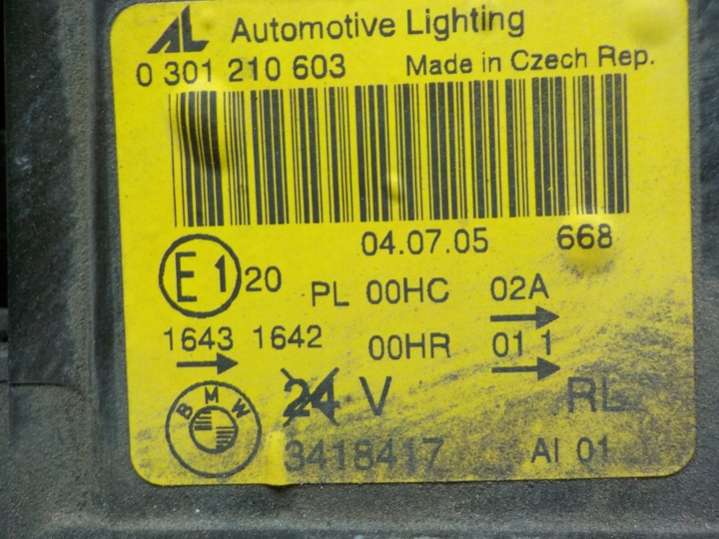 AL Automotive Lighting
0 301 210 603 Made in Czech Rep.
04.07.05 668
E1 20 PL 00HC 02A
1643 1642 00HR 01 1
BMW 24 V RL
3418417 AI 01